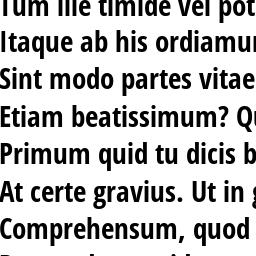 Tum ille timide vel pot
Itaque ab his ordiamur
Sint modo partes vitae
Etiam beatissimum? Qu
Primum quid tu dicis b
At certe gravius. Ut in g
Comprehensum, quod